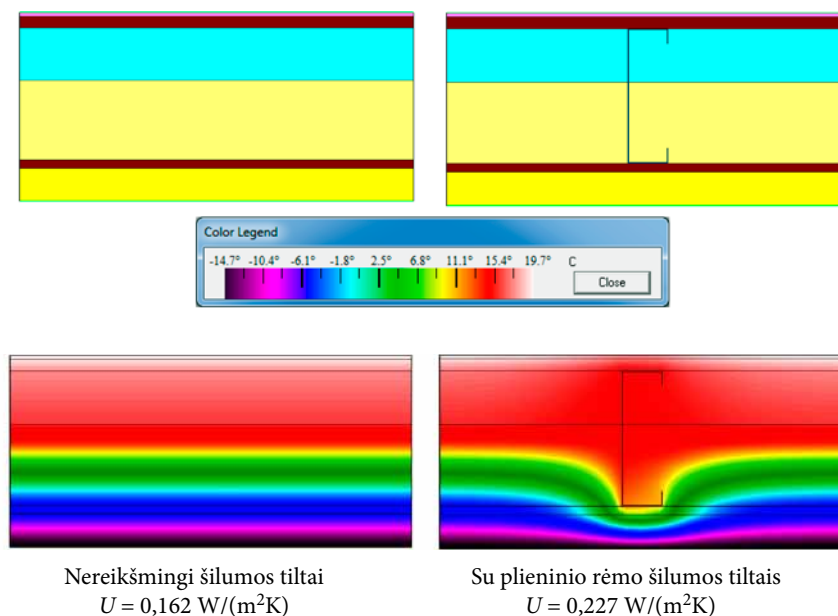 Color Legend
-14.7° -10.4° -6.1° -1.8° 2.5° 6.8° 11.1° 15.4° 19.7° C
Close
Nereikšmingi šilumos tiltai
U = 0,162 W/(m²K)
Su plieninio rėmo šilumos tiltais
U = 0,227 W/(m²K)